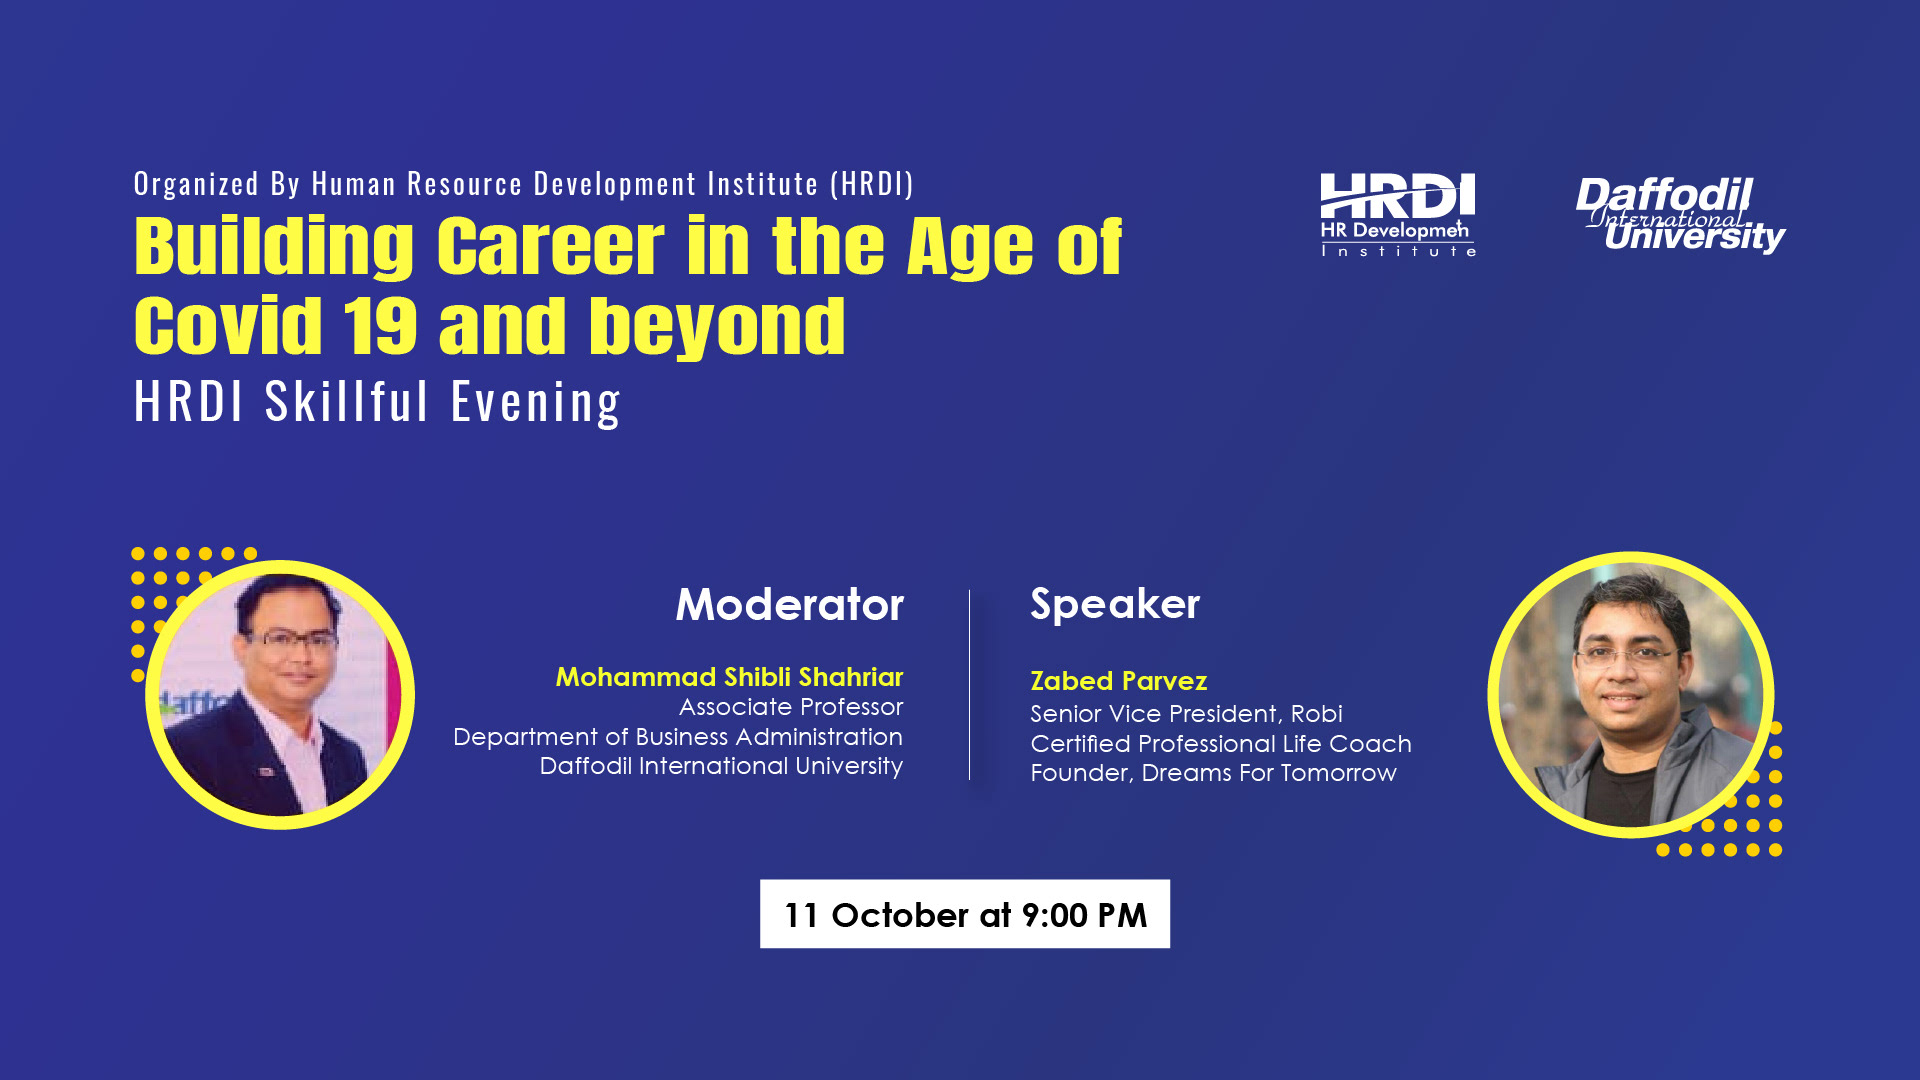 Organized By Human Resource Development Institute (HRDI)
Building Career in the Age of
Covid 19 and beyond
HRDI Skillful Evening
HRDI
HR Development
Institute
Daffodil
International
University
Moderator
Mohammad Shibli Shahriar
Associate Professor
Department of Business Administration
Daffodil International University
Speaker
Zabed Parvez
Senior Vice President, Robi
Certified Professional Life Coach
Founder, Dreams For Tomorrow
daffo
11 October at 9:00 PM